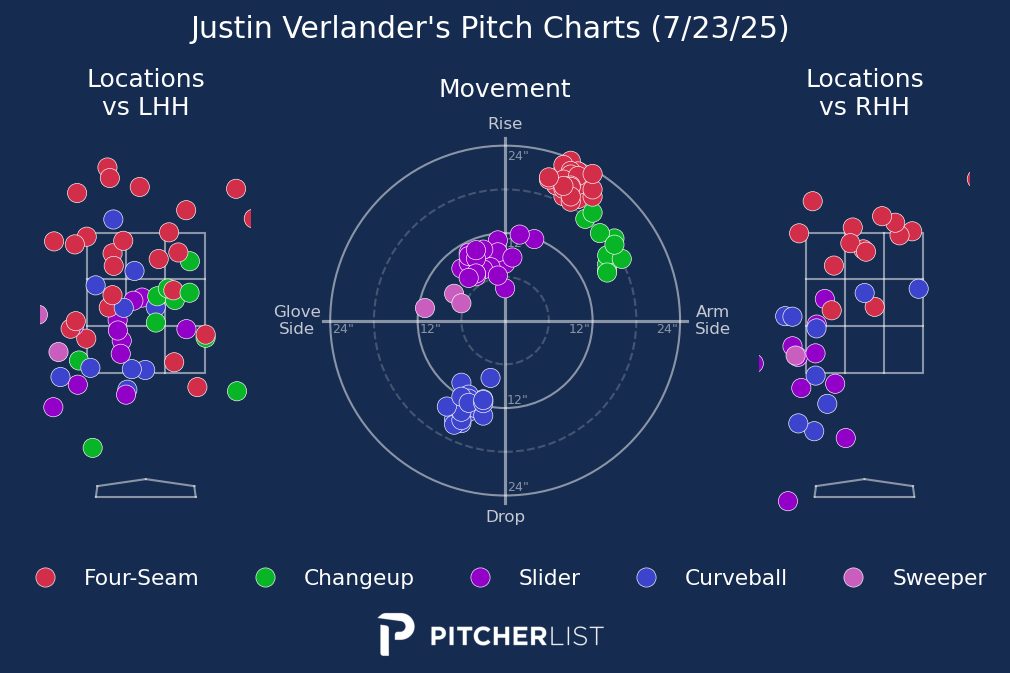 Justin Verlander's Pitch Charts (7/23/25)
Locations
vs LHH
Movement
Locations
vs RHH
Rise
24"
Glove
Side
24"
12"
12"
24"
Arm
Side
12"
24"
Drop
Four-Seam
Changeup
Slider
Curveball
Sweeper
PITCHERLIST